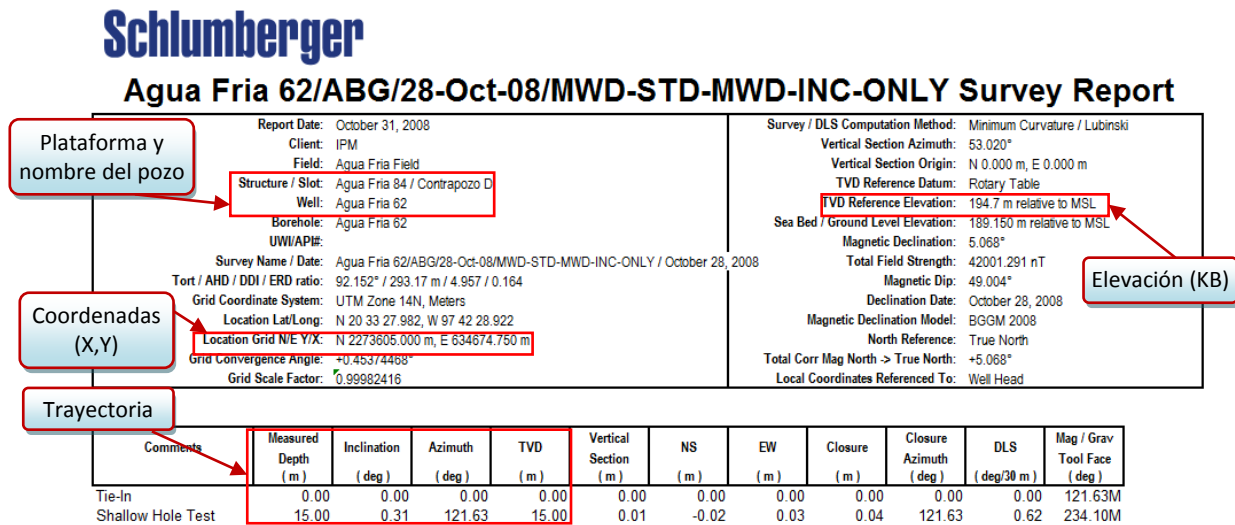 Schlumberger
Agua Fria 62/ABG/28-Oct-08/MWD-STD-MWD-INC-ONLY Survey Report
Plataforma y
nombre del pozo
Report Date: October 31, 2008
Client: IPM
Field: Agua Fria Field
Structure / Slot: Agua Fria 84 / Contrapozo D
Well: Agua Fria 62
Borehole: Agua Fria 62
UWI/API#:
Survey Name / Date: Agua Fria 62/ABG/28-Oct-08/MWD-STD-MWD-INC-ONLY / October 28, 2008
Tort / AHD / DDI / ERD ratio: 92.152° / 293.17 m / 4.957 / 0.164
Grid Coordinate System: UTM Zone 14N, Meters
Location Lat/Long: N 20 33 27.982, W 97 42 28.922
Location Grid N/E Y/X: N 2273605.000 m, E 634674.750 m
Grid Convergence Angle: +0.45374468°
Grid Scale Factor: 0.99982416
Survey / DLS Computation Method: Minimum Curvature / Lubinski
Vertical Section Azimuth: 53.020°
Vertical Section Origin: N 0.000 m, E 0.000 m
TVD Reference Datum: Rotary Table
TVD Reference Elevation: 194.7 m relative to MSL
Sea Bed / Ground Level Elevation: 189.150 m relative to MSL
Magnetic Declination: 5.068°
Total Field Strength: 42001.291 nT
Magnetic Dip: 49.004°
Declination Date: October 28, 2008
Magnetic Declination Model: BGGM 2008
North Reference: True North
Total Corr Mag North -> True North: +5.068°
Local Coordinates Referenced To: Well Head
Elevación (KB)
Coordenadas
(X,Y)
Trayectoria
Comments Measured Depth ( m ) Inclination ( deg ) Azimuth ( deg ) TVD ( m ) Vertical Section ( m ) NS ( m ) EW ( m ) Closure ( m ) Closure Azimuth ( deg ) DLS ( deg/30 m ) Mag / Grav Tool Face ( deg )
Tie-In 0.00 0.00 0.00 0.00 0.00 0.00 0.00 0.00 0.00 0.00 121.63M
Shallow Hole Test 15.00 0.31 121.63 15.00 0.01 -0.02 0.03 0.04 121.63 0.62 234.10M